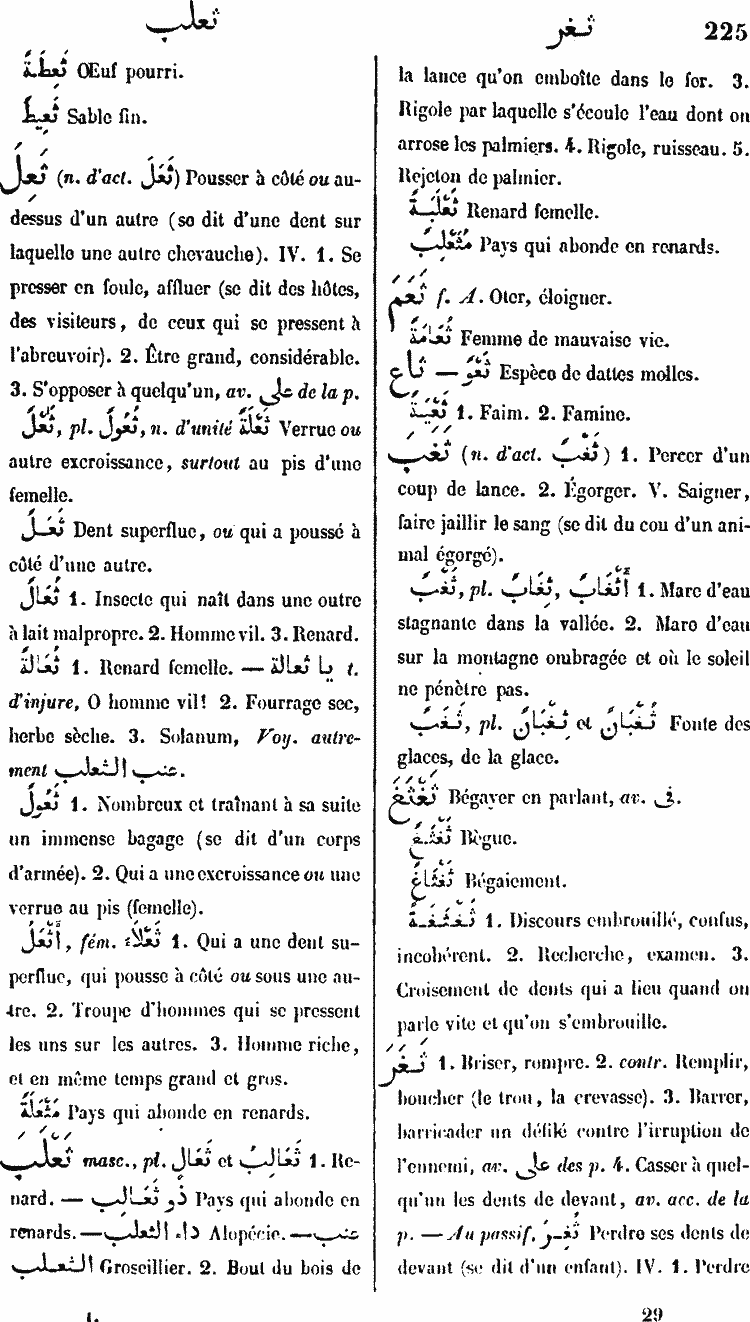 ثعلب
ثغر 225
ثَعِطَةٌ Œuf pourri.
ثَعِيطٌ Sable fin.
ثَعِلَ (n. d'act. ثَعَلَ) Pousser à côté ou au-
dessus d'un autre (se dit d'une dent sur
laquelle une autre chevauche). IV. 1. Se
presser en foule, affluer (se dit des hôtes,
des visiteurs, de ceux qui se pressent à
l'abreuvoir). 2. Être grand, considérable.
3. S'opposer à quelqu'un, av. على de la p.
ثُعْلٌ, pl. ثُعُولٌ, n. d'unité ثُعْلَةٌ Verrue ou
autre excroissance, surtout au pis d'une
femelle.
ثَعَلٌ Dent superflue, ou qui a poussé à
côté d'une autre.
ثُعَالٌ 1. Insecte qui naît dans une outre
à lait malpropre. 2. Homme vil. 3. Renard.
ثُعَالَةٌ 1. Renard femelle. — يا ثعالة t.
d'injure, O homme vil! 2. Fourrage sec,
herbe sèche. 3. Solanum, Voy. autre-
ment عنب الثعلب.
ثَعُولٌ 1. Nombreux et traînant à sa suite
un immense bagage (se dit d'un corps
d'armée). 2. Qui a une excroissance ou une
verrue au pis (femelle).
أَثْعَلُ, fém. ثَعْلَاءُ 1. Qui a une dent su-
perflue, qui pousse à côté ou sous une au-
tre. 2. Troupe d'hommes qui se pressent
les uns sur les autres. 3. Homme riche,
et en même temps grand et gros.
مَثْعَلَةٌ Pays qui abonde en renards.
ثَعْلَبٌ masc., pl. ثَعَالٍ et ثَعَالِبُ 1. Re-
nard. — ذو ثَعَالِب Pays qui abonde en
renards. — داء الثعلب Alopécie. — عنب
الثعلب Groseillier. 2. Bout du bois de
la lance qu'on emboîte dans le fer. 3.
Rigole par laquelle s'écoule l'eau dont on
arrose les palmiers. 4. Rigole, ruisseau. 5.
Rejeton de palmier.
ثَعْلَبَةٌ Renard femelle.
مُثَعْلِبٌ Pays qui abonde en renards.
ثَعَمَ f. A. Oter, éloigner.
ثَعَامَةٌ Femme de mauvaise vie.
ثاع — ثَعْوٌ Espèce de dattes molles.
1. Faim. 2. Famine.
ثَغَبَ (n. d'act. ثَغْبٌ) 1. Percer d'un
coup de lance. 2. Égorger. V. Saigner,
faire jaillir le sang (se dit du cou d'un ani-
mal égorgé).
ثَغْبٌ, pl. ثِغَابٌ, أَثْغَابٌ 1. Mare d'eau
stagnante dans la vallée. 2. Mare d'eau
sur la montagne ombragée et où le soleil
ne pénètre pas.
ثَغَبٌ, pl. ثِغْبَانٌ et ثُغْبَانٌ Fonte des
glaces, de la glace.
ثَغْثَغَ Bégayer en parlant, av. في.
Bègue.
Bégaiement.
ثَغْثَغَةٌ 1. Discours embrouillé, confus,
incohérent. 2. Recherche, examen. 3.
Croisement de dents qui a lieu quand on
parle vite et qu'on s'embrouille.
ثَغَرَ 1. Briser, rompre. 2. contr. Remplir,
boucher (le trou, la crevasse). 3. Barrer,
barricader un défilé contre l'irruption de
l'ennemi, av. على des p. 4. Casser à quel-
qu'un les dents de devant, av. acc. de la
p. — Au passif, ثُغِرَ Perdre ses dents de
devant (se dit d'un enfant). IV. 1. Perdre
29